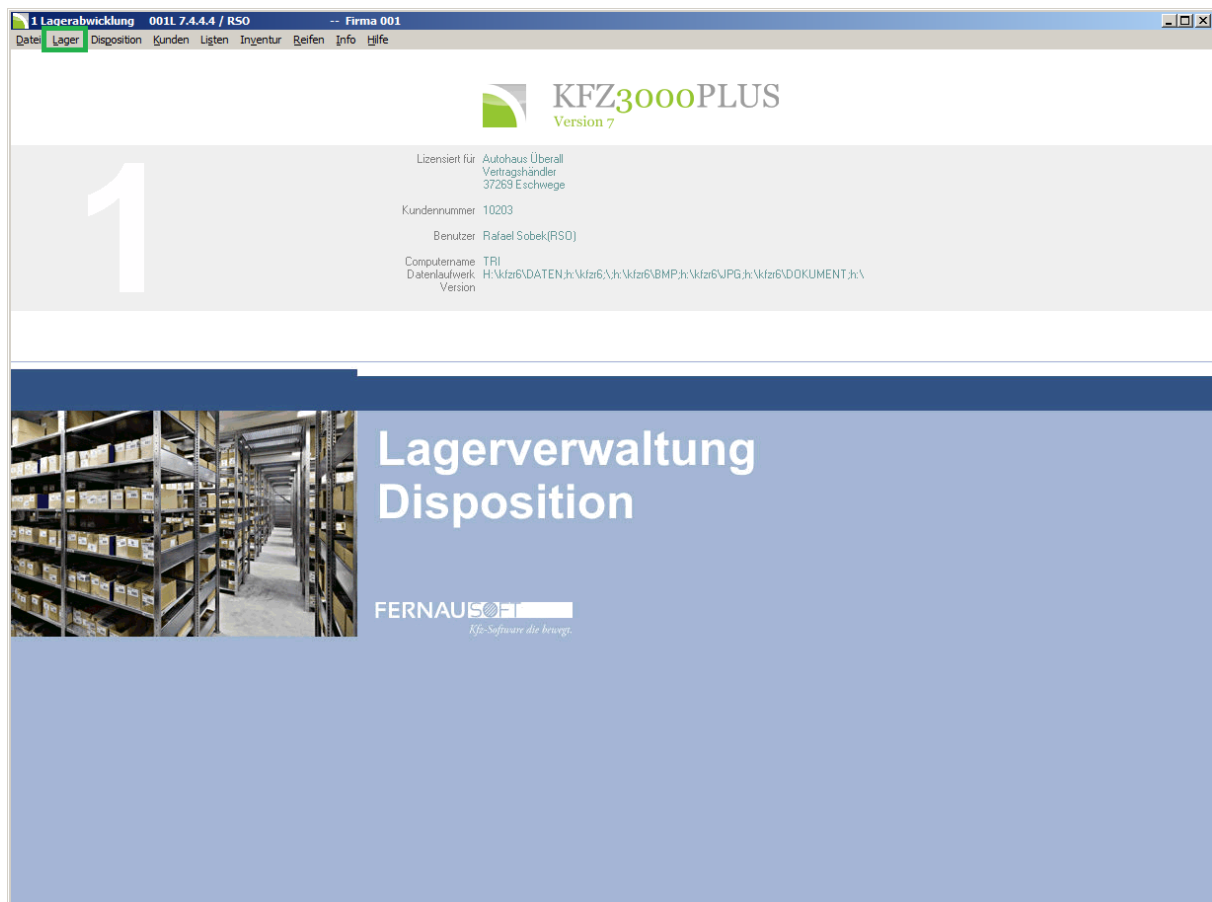 1 Lagerabwicklung 001L 7.4.4.4 / RSO -- Firma 001
Datei Lager Disposition Kunden Listen Inventur Reifen Info Hilfe
KFZ3000PLUS
Version 7
1
Lizensiert für Autohaus Überall
Vertragshändler
37269 Eschwege
Kundennummer 10203
Benutzer Rafael Sobek(RSO)
Computername TRI
Datenlaufwerk H:\kfzr6\DATEN;h:\kfzr6;\;h:\kfzr6\BMP;h:\kfzr6\JPG;h:\kfzr6\DOKUMENT;h:\
Version
Lagerverwaltung
Disposition
FERNAUSOFT
Kfz-Software die bewegt.